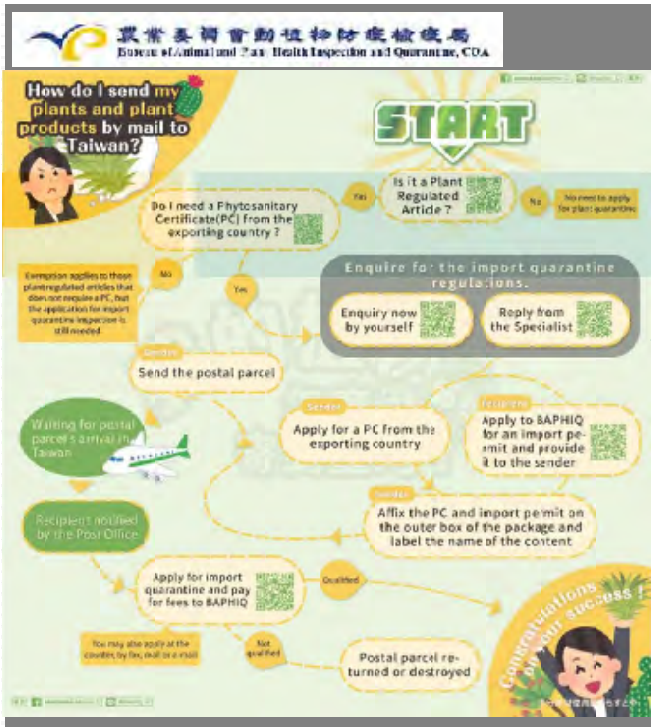 農業委員會動植物防疫檢疫局
Bureau of Animal and Plant Health Inspection and Quarantine, COA
How do I send my
plants and plant
products by mail to
Taiwan?
START
Is it a Plant
Regulated
Article ?
Yes
No
No need to apply
for plant quarantine
Do I need a Phytosanitary
Certificate(PC) from the
exporting country ?
No
Yes
Exemption applies to those
plant regulated articles that
does not require a PC, but
the application for import
quarantine inspection is
still needed
Enquire for the import quarantine
regulations.
Enquiry now
by yourself
Reply from
the Specialist
Sender
Send the postal parcel
Waiting for postal
parcel's arrival in
Taiwan
Sender
Apply for a PC from the
exporting country
Recipient
Apply to BAPHIQ
for an import pe-
rmit and provide
it to the sender
Sender
Affix the PC and import permit on
the outer box of the package and
label the name of the content
Recipient notified
by the Post Office
Apply for import
quarantine and pay
for fees to BAPHIQ
Qualified
You may also apply at the
counter, by fax, mail or e-mail
Not
qualified
Postal parcel re-
turned or destroyed
Congratuations
on your success !